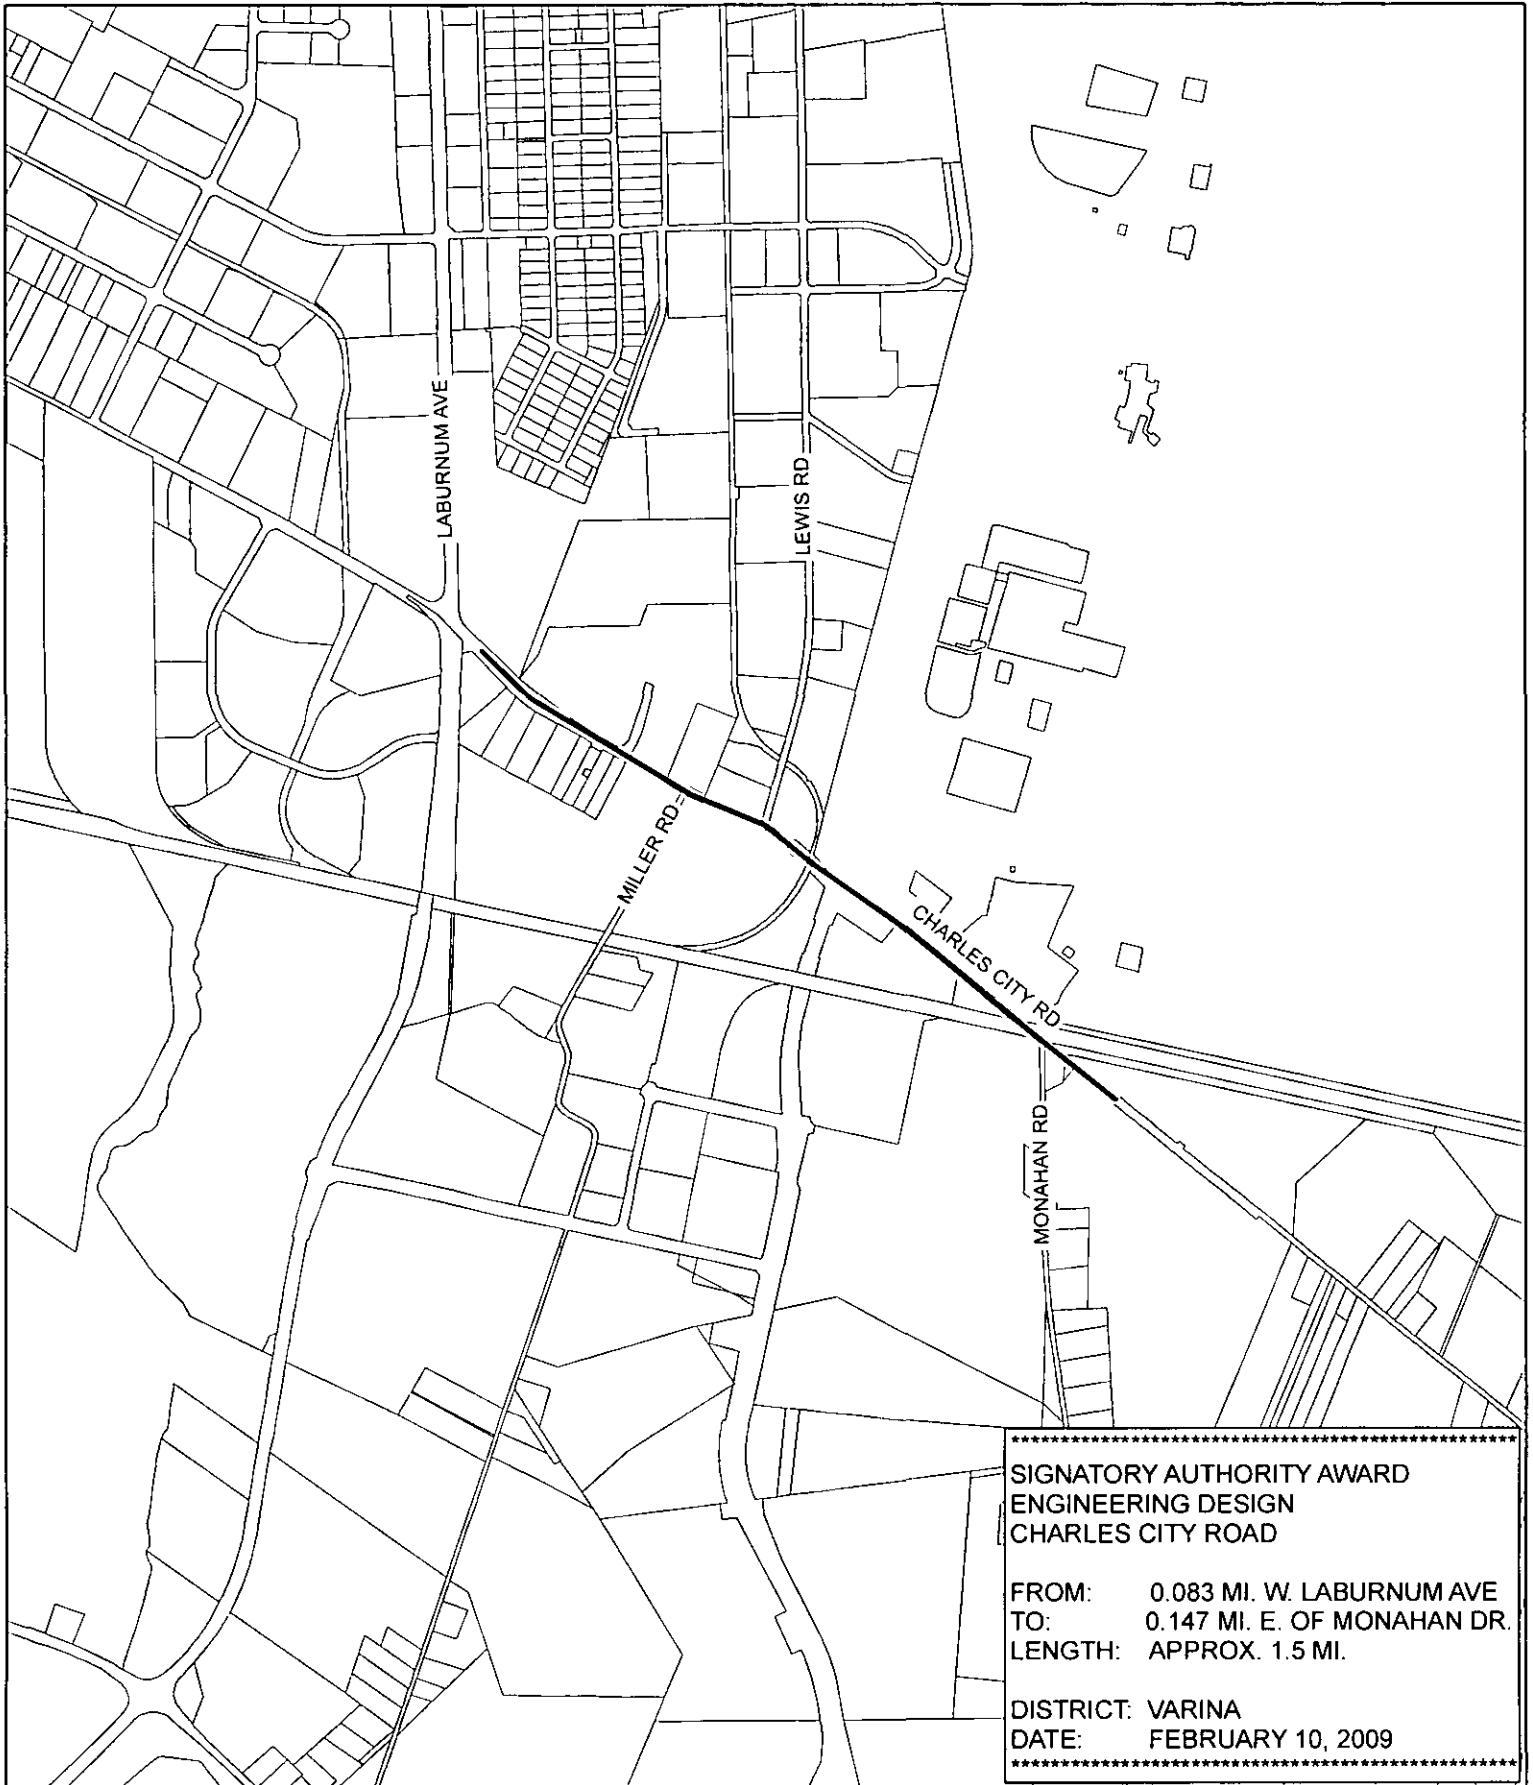 LABURNUM AVE
LEWIS RD
MILLER RD
CHARLES CITY RD
MONAHAN RD
**************************************************
SIGNATORY AUTHORITY AWARD
ENGINEERING DESIGN
CHARLES CITY ROAD
FROM: 0.083 MI. W. LABURNUM AVE
TO: 0.147 MI. E. OF MONAHAN DR.
LENGTH: APPROX. 1.5 MI.
DISTRICT: VARINA
DATE: FEBRUARY 10, 2009
**************************************************